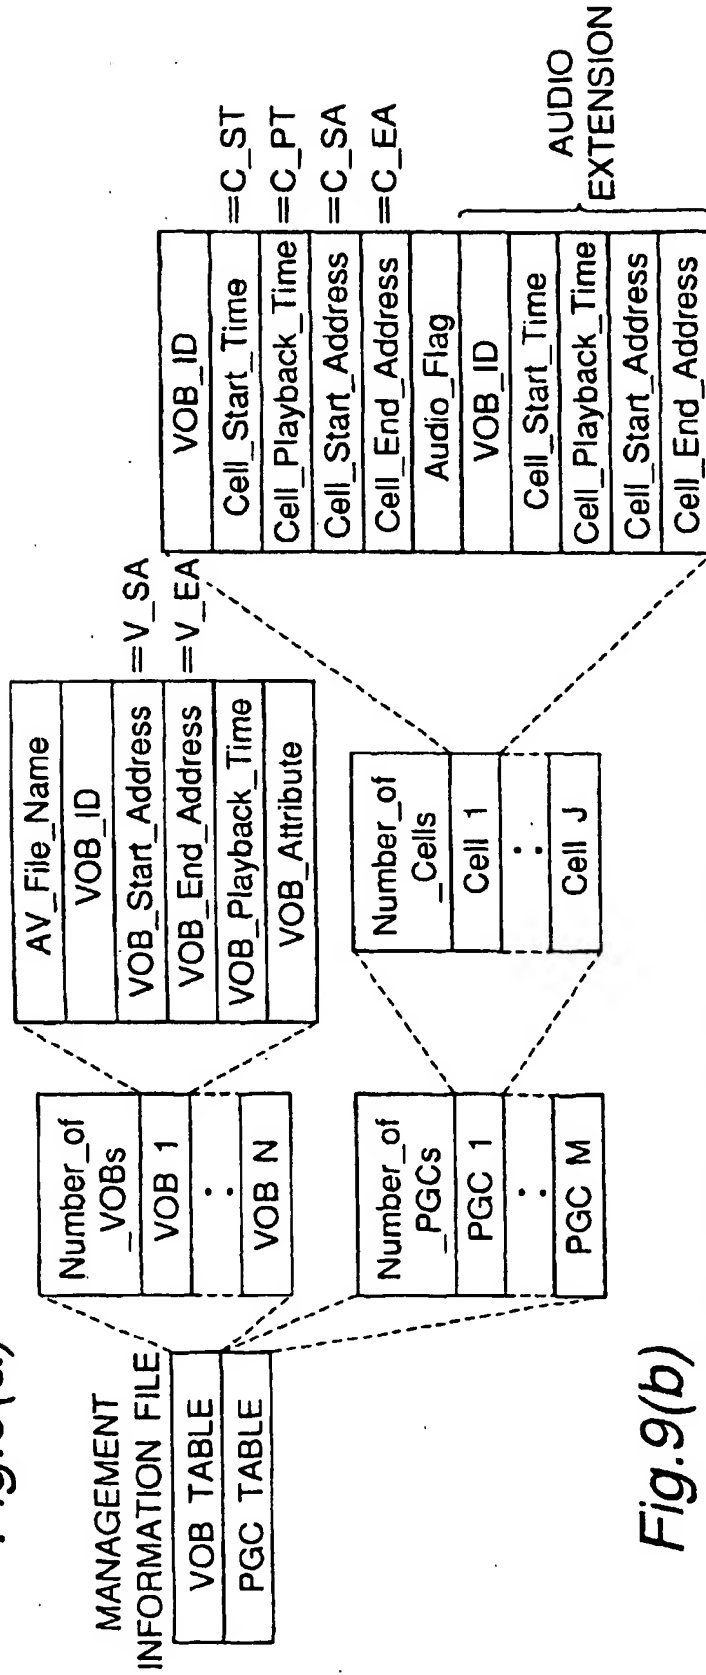 MANAGEMENT
INFORMATION FILE
VOB TABLE
PGC TABLE
Number_of
_VOBs
VOB 1
:
VOB N
AV_File_Name
VOB_ID
VOB_Start_Address =V_SA
VOB_End_Address =V_EA
VOB_Playback_Time
VOB_Attribute
Number_of
_PGCs
PGC 1
:
PGC M
Number_of
_Cells
Cell 1
:
Cell J
VOB_ID
Cell_Start_Time =C_ST
Cell_Playback_Time =C_PT
Cell_Start_Address =C_SA
Cell_End_Address =C_EA
Audio_Flag
VOB_ID
Cell_Start_Time
Cell_Playback_Time
Cell_Start_Address
Cell_End_Address
AUDIO
EXTENSION
Fig.9(b)